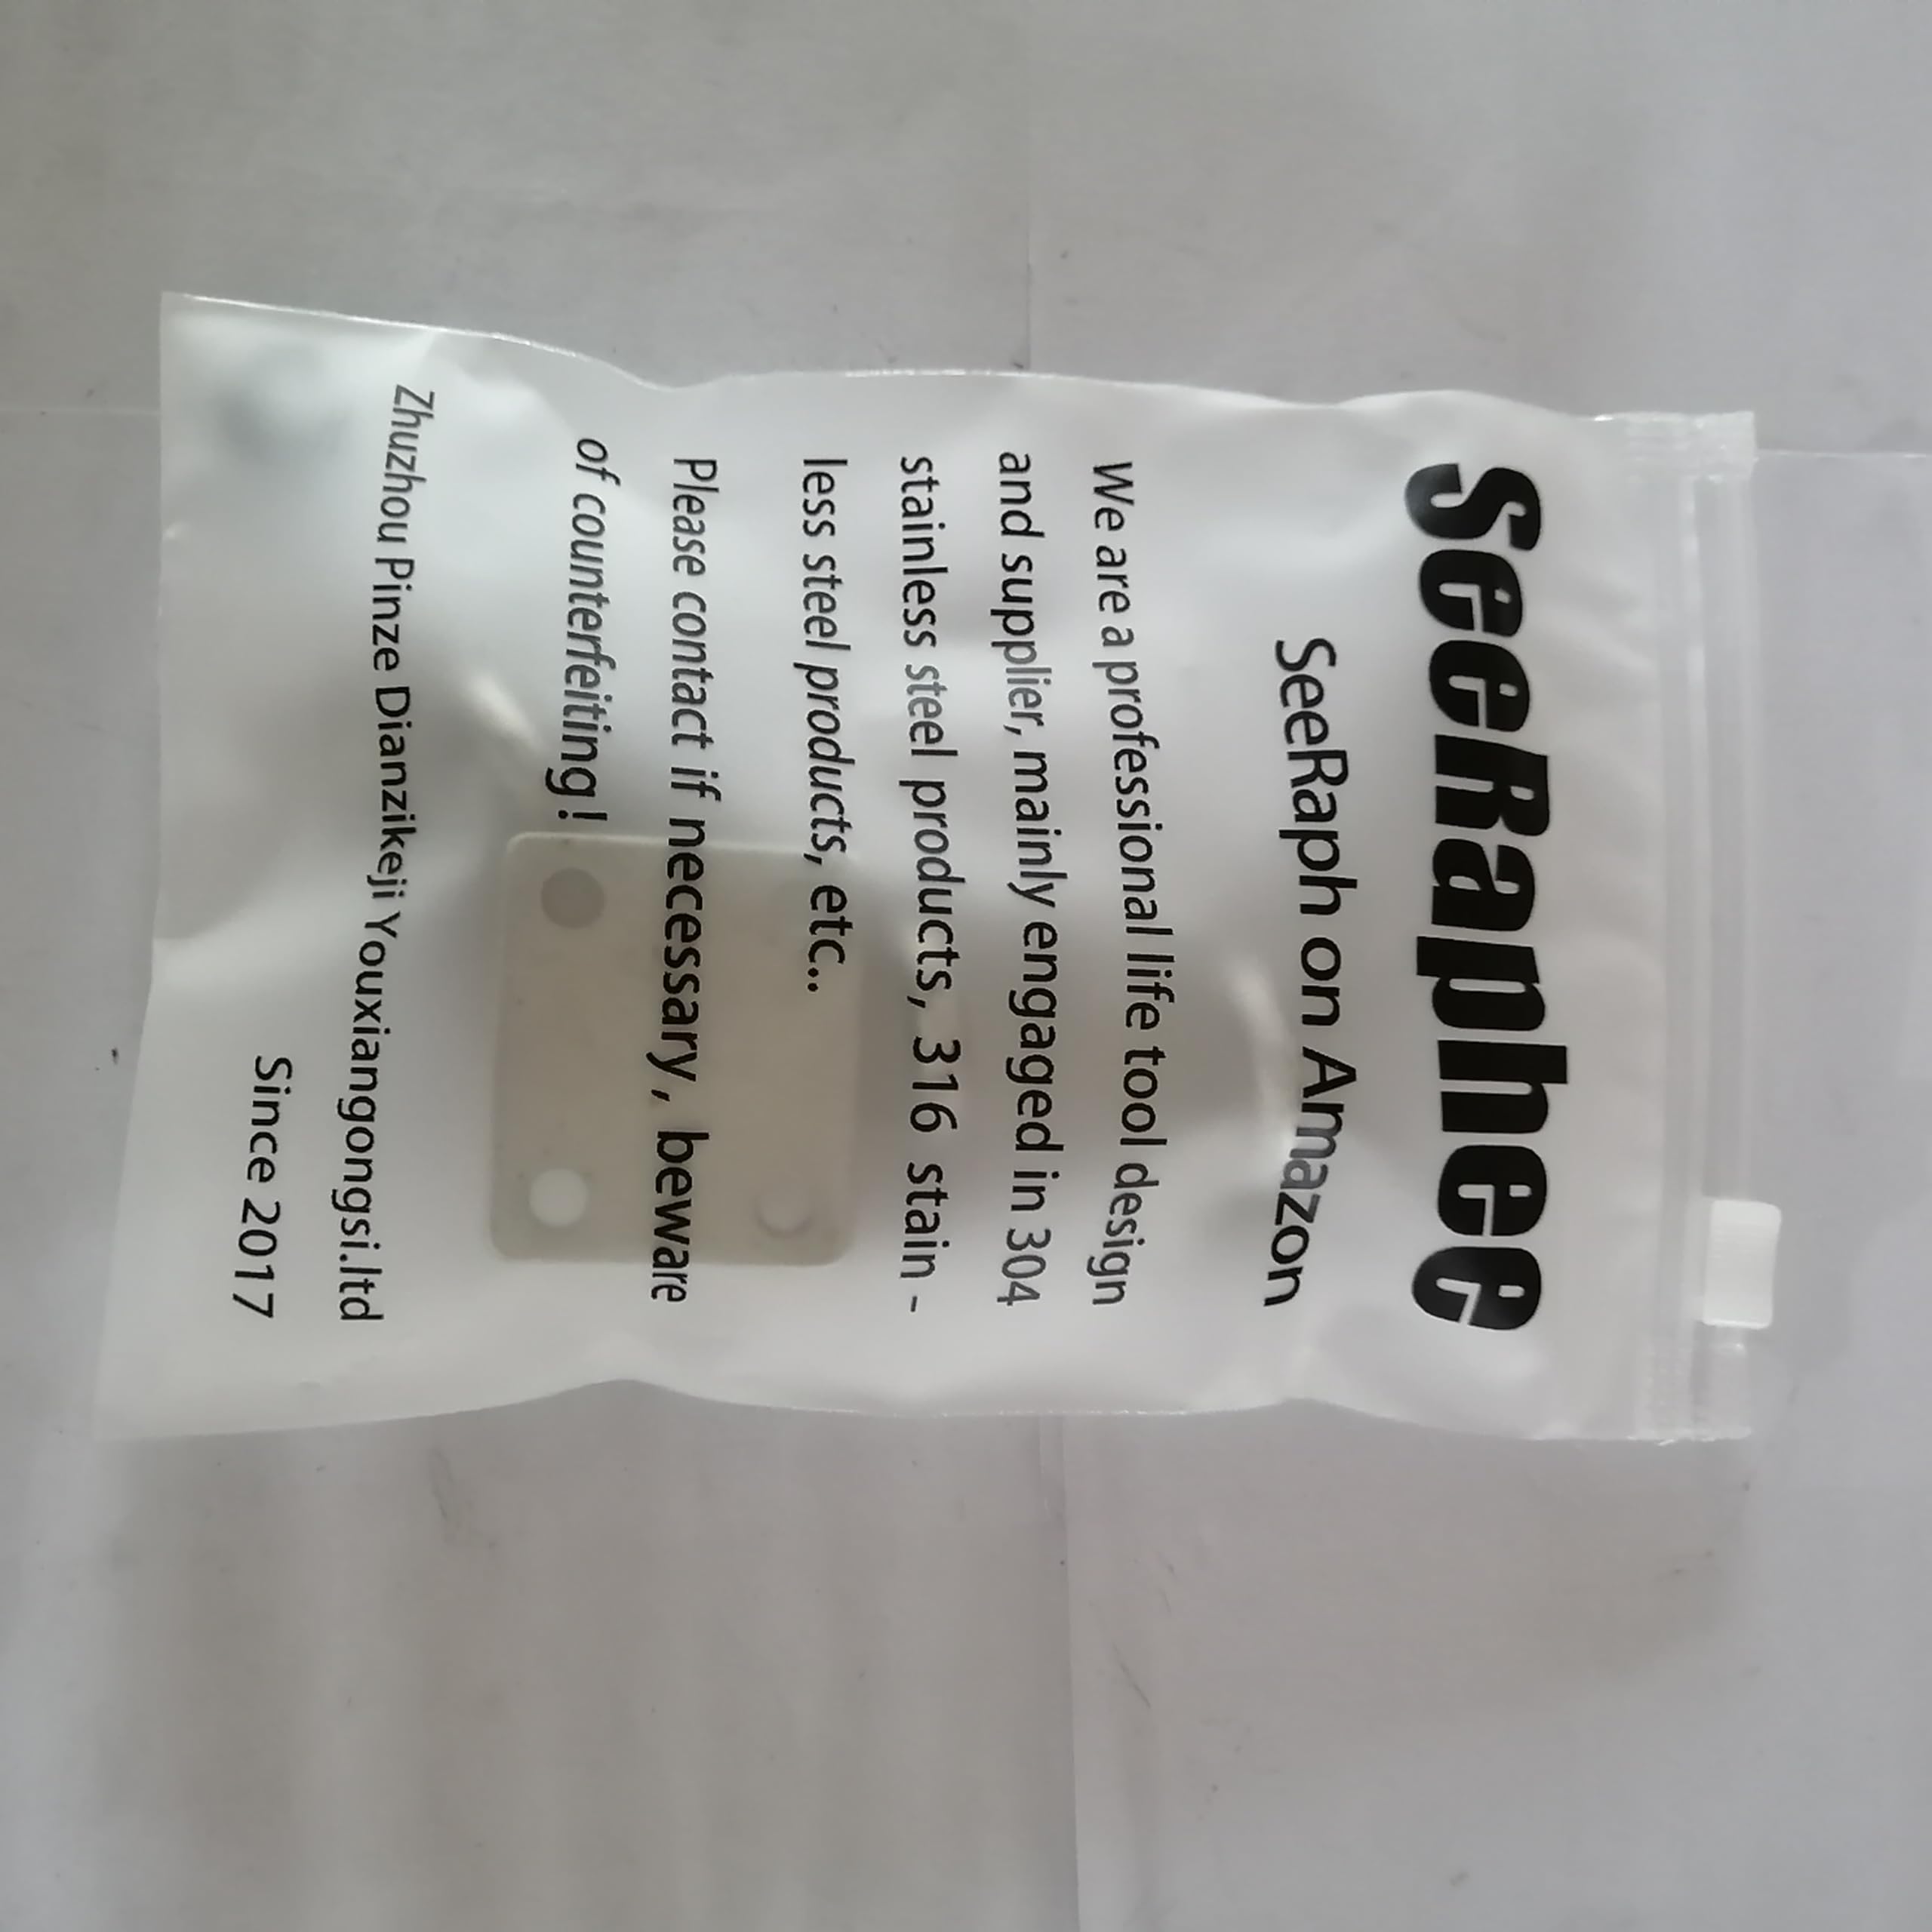 SeeRaphee
SeeRaph on Amazon
We are a professional life tool design
and supplier, mainly engaged in 304
stainless steel products, 316 stain -
less steel products, etc..
Please contact if necessary, beware
of counterfeiting!
Zhuzhou Pinze Dianzikeji Youxiangongsi.ltd
Since 2017